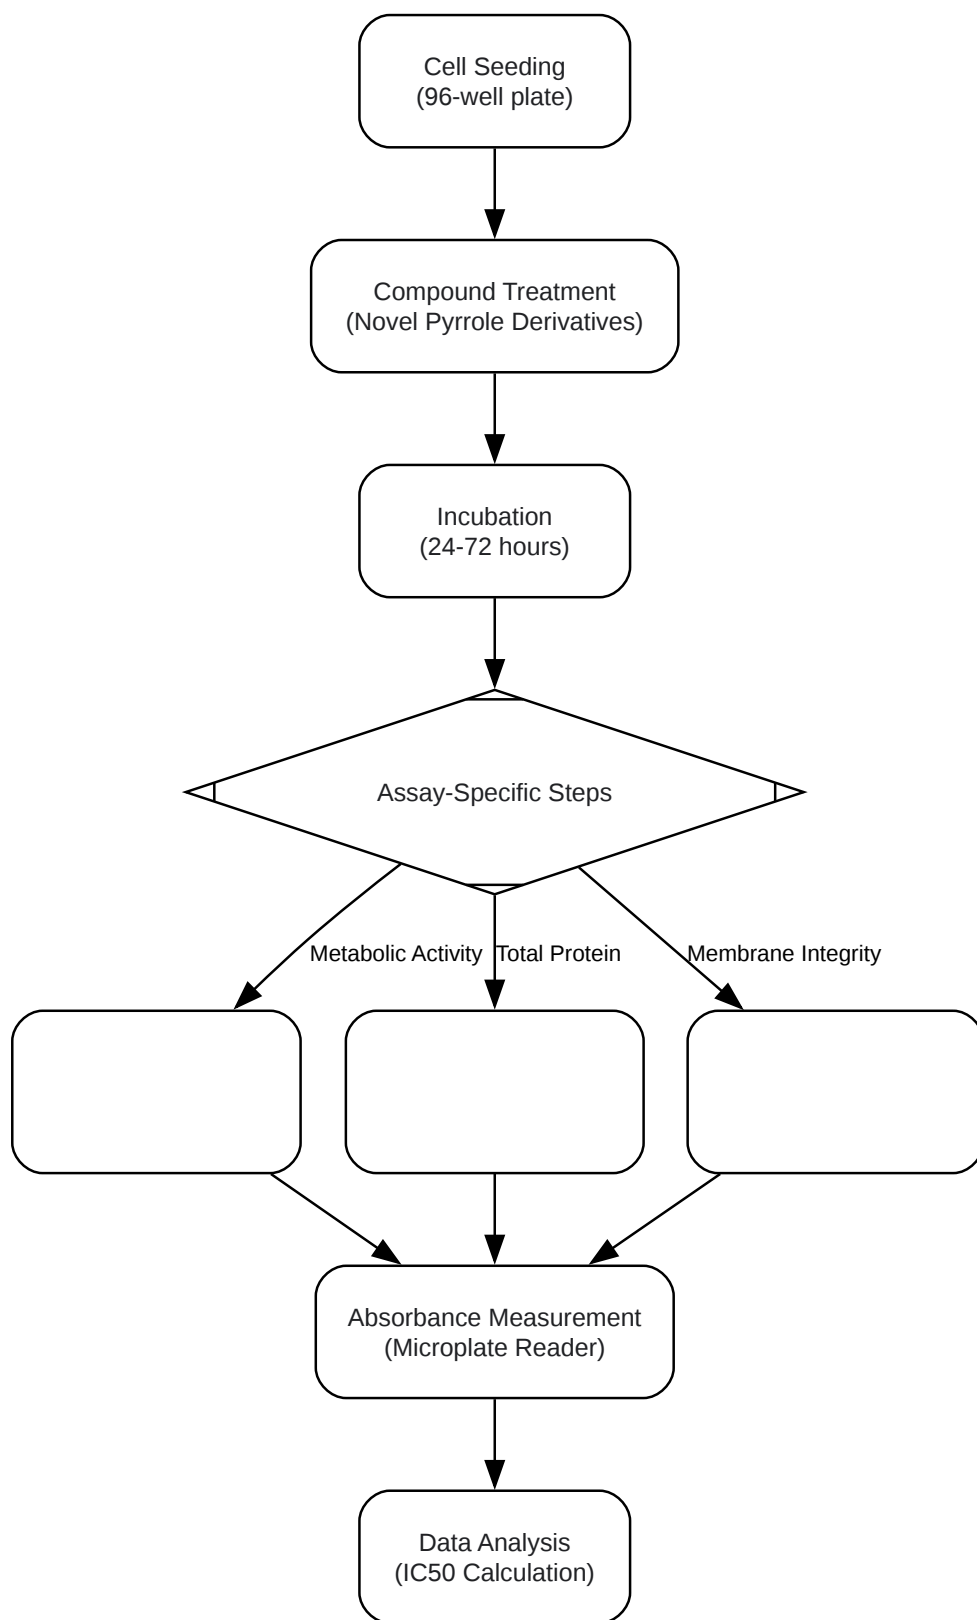 Cell Seeding
(96-well plate)
Compound Treatment
(Novel Pyrrole Derivatives)
Incubation
(24-72 hours)
Assay-Specific Steps
Metabolic Activity
Total Protein
Membrane Integrity
Absorbance Measurement
(Microplate Reader)
Data Analysis
(IC50 Calculation)